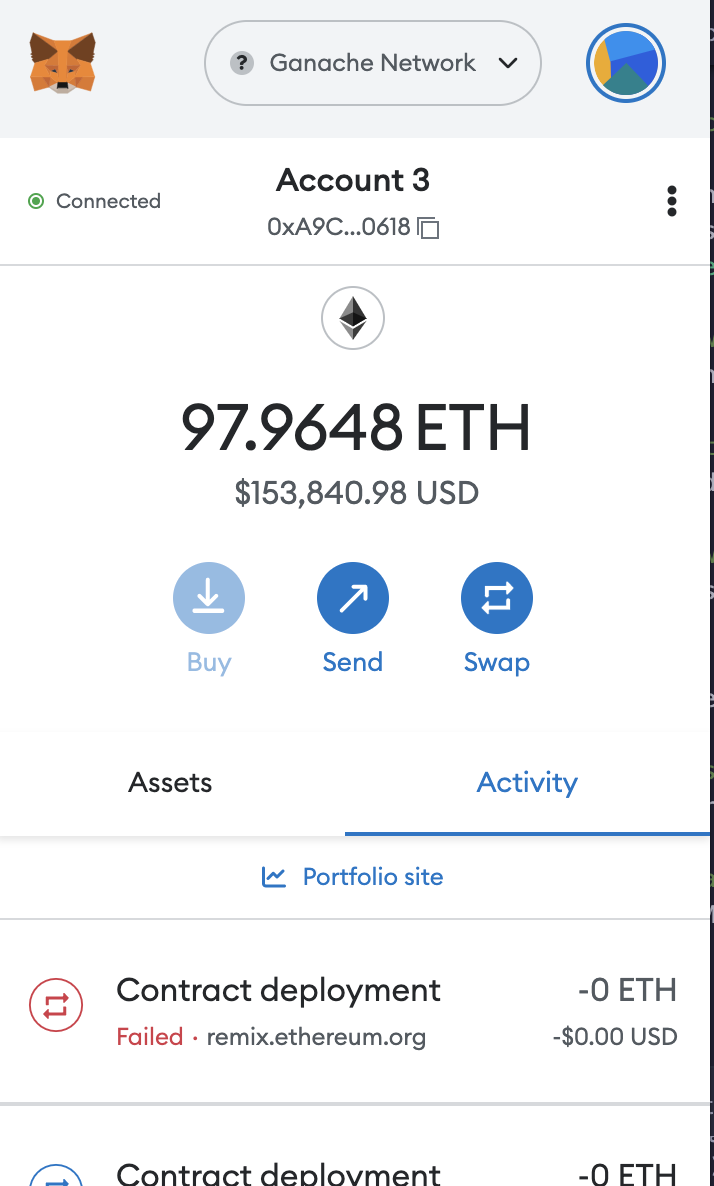 ? Ganache Network
Connected
Account 3
0xA9C...0618
97.9648 ETH
$153,840.98 USD
Buy Send Swap
Assets Activity
Portfolio site
Contract deployment -0 ETH
Failed · remix.ethereum.org -$0.00 USD
Contract deployment -0 ETH